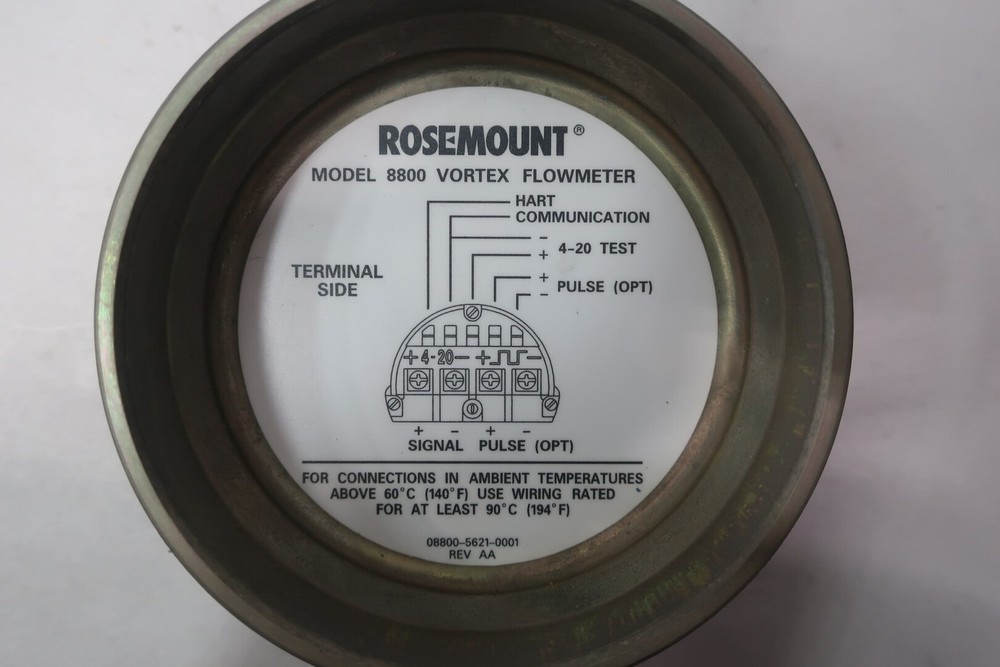 ROSEMOUNT®
MODEL 8800 VORTEX FLOWMETER
HART
COMMUNICATION
−
4-20 TEST
+
TERMINAL
SIDE
+
PULSE (OPT)
−
+4-20− + −
+ − + −
SIGNAL PULSE (OPT)
FOR CONNECTIONS IN AMBIENT TEMPERATURES
ABOVE 60°C (140°F) USE WIRING RATED
FOR AT LEAST 90°C (194°F)
08800-5621-0001
REV AA